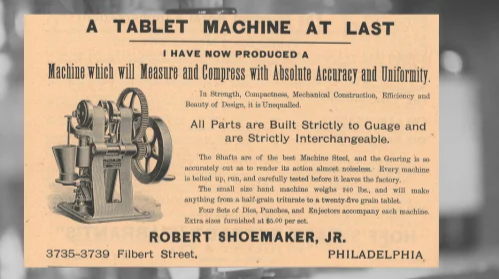 A TABLET MACHINE AT LAST
I HAVE NOW PRODUCED A
Machine which will Measure and Compress with Absolute Accuracy and Uniformity.
In Strength, Compactness, Mechanical Construction, Efficiency and
Beauty of Design, it is Unequalled.
All Parts are Built Strictly to Guage and
are Strictly Interchangeable.
The Shafts are of the best Machine Steel, and the Gearing is so
accurately cut as to render its action almost noiseless. Every machine
is belted up, run, and carefully tested before it leaves the factory.
The small size hand machine weighs 240 lbs., and will make
anything from a half-grain triturate to a twenty-five grain tablet.
Four Sets of Dies, Punches, and Enjectors accompany each machine.
Extra sizes furnished at $5.00 per set.
ROBERT SHOEMAKER, JR.
3735-3739 Filbert Street, PHILADELPHIA